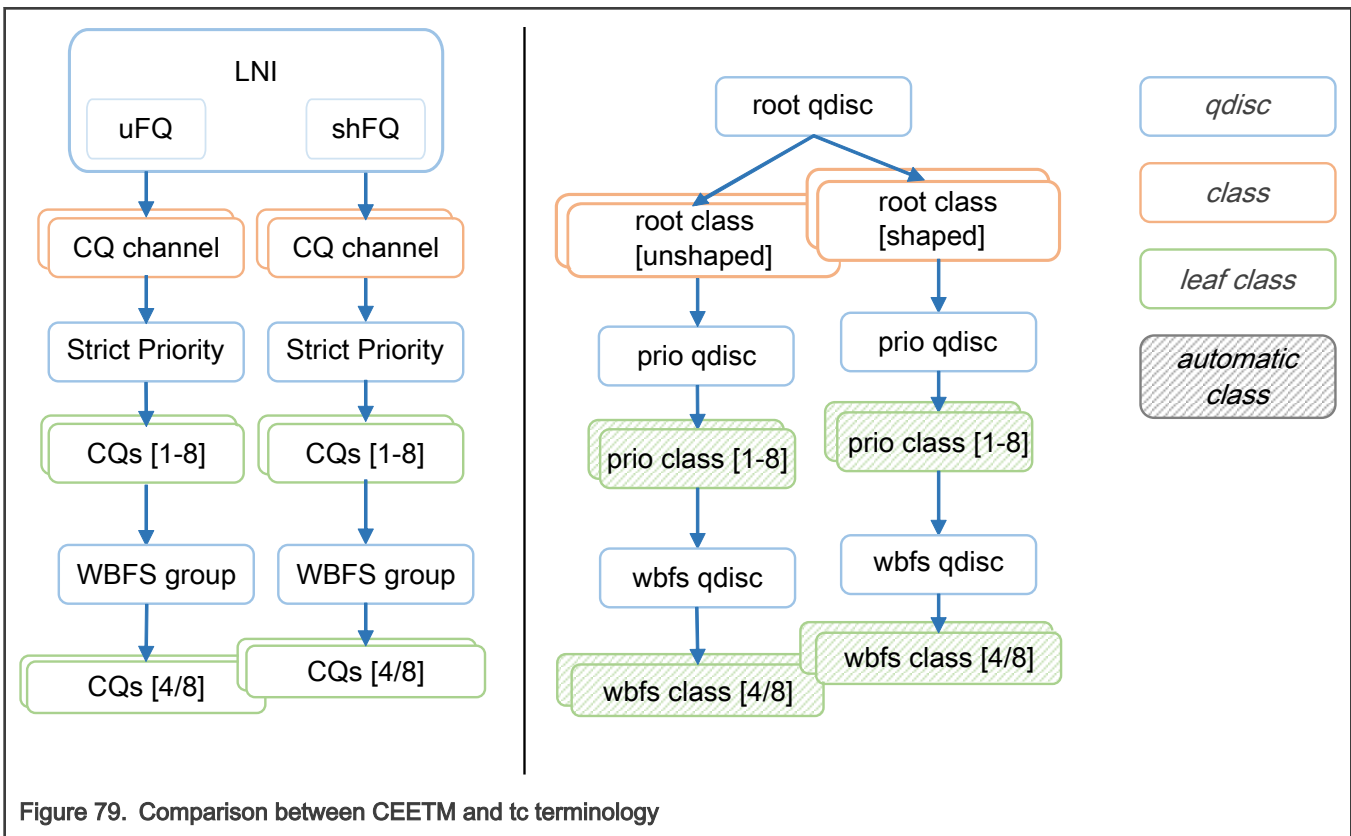 LNI
uFQ
shFQ
CQ channel
CQ channel
Strict Priority
Strict Priority
CQs [1-8]
CQs [1-8]
WBFS group
WBFS group
CQs [4/8]
CQs [4/8]
root qdisc
root class
[unshaped]
root class
[shaped]
prio qdisc
prio qdisc
prio class [1-8]
prio class [1-8]
wbfs qdisc
wbfs qdisc
wbfs class [4/8]
wbfs class [4/8]
qdisc
class
leaf class
automatic
class
Figure 79. Comparison between CEETM and tc terminology